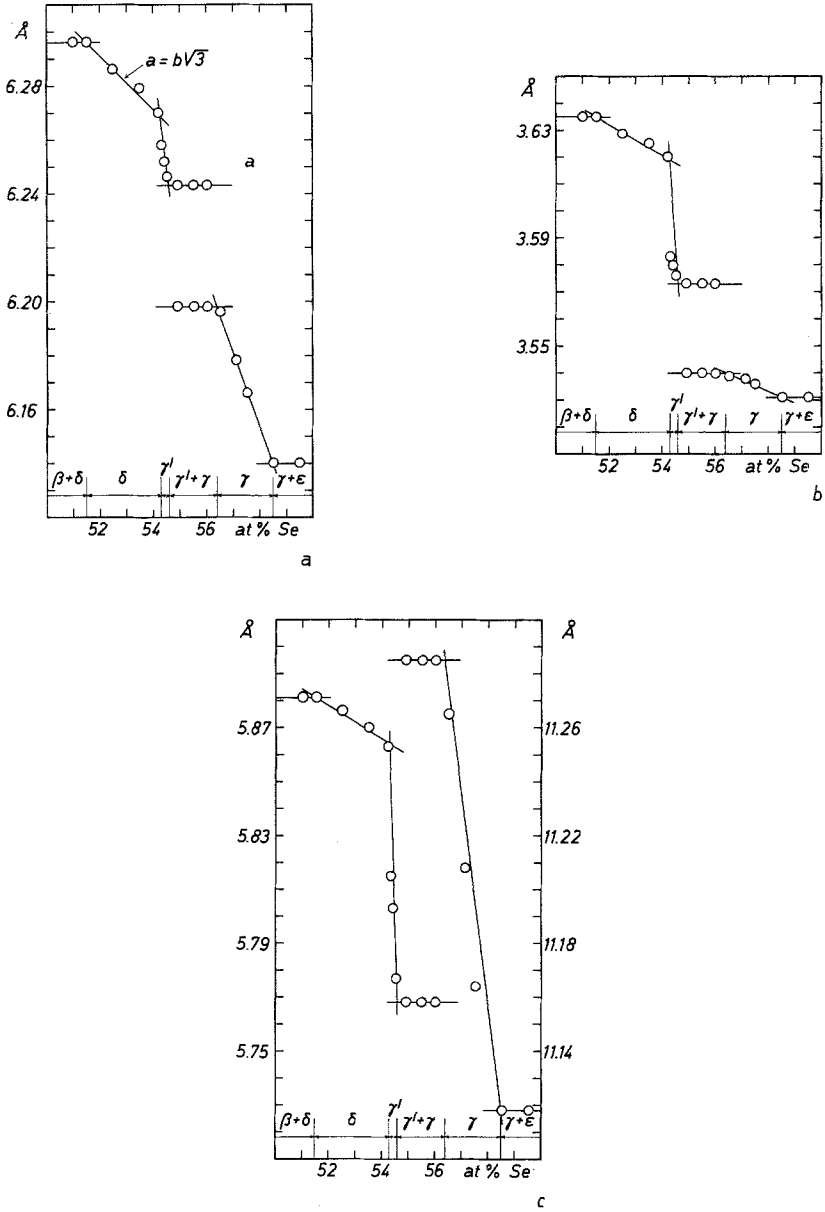 Å
6.28
6.24
6.20
6.16
a = b√3
a
β+δ δ γ' γ'+γ γ γ+ε
52 54 56 at % Se
a
Å
3.63
3.59
3.55
β+δ δ γ' γ'+γ γ γ+ε
52 54 56 at % Se
b
Å Å
5.87 11.26
5.83 11.22
5.79 11.18
5.75 11.14
β+δ δ γ' γ'+γ γ γ+ε
52 54 56 at % Se
c